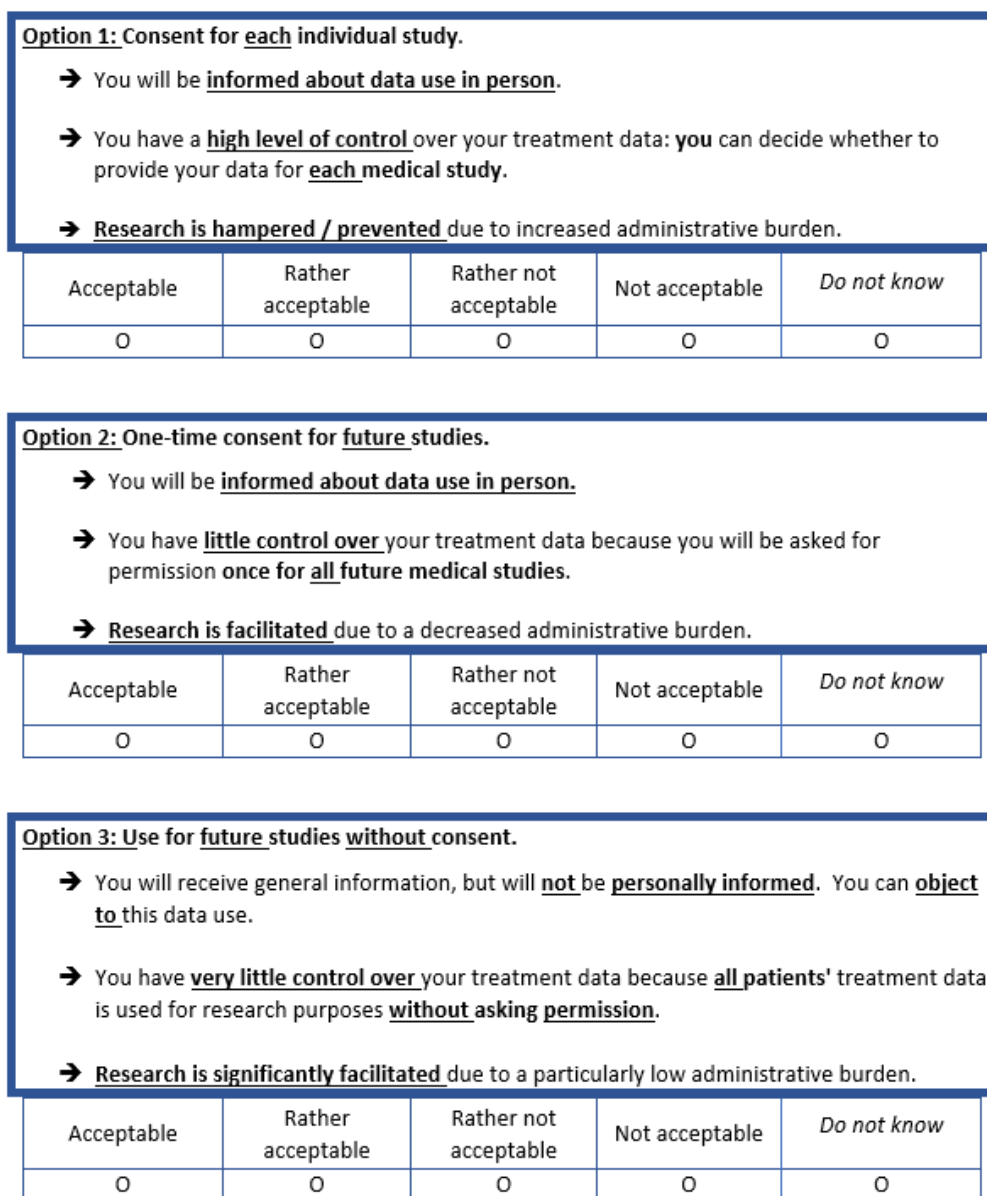 Option 1: Consent for each individual study.
➔ You will be informed about data use in person.
➔ You have a high level of control over your treatment data: you can decide whether to
provide your data for each medical study.
➔ Research is hampered / prevented due to increased administrative burden.
Acceptable Rather acceptable Rather not acceptable Not acceptable Do not know
O O O O O
Option 2: One-time consent for future studies.
➔ You will be informed about data use in person.
➔ You have little control over your treatment data because you will be asked for
permission once for all future medical studies.
➔ Research is facilitated due to a decreased administrative burden.
Acceptable Rather acceptable Rather not acceptable Not acceptable Do not know
O O O O O
Option 3: Use for future studies without consent.
➔ You will receive general information, but will not be personally informed. You can object
to this data use.
➔ You have very little control over your treatment data because all patients' treatment data
is used for research purposes without asking permission.
➔ Research is significantly facilitated due to a particularly low administrative burden.
Acceptable Rather acceptable Rather not acceptable Not acceptable Do not know
O O O O O